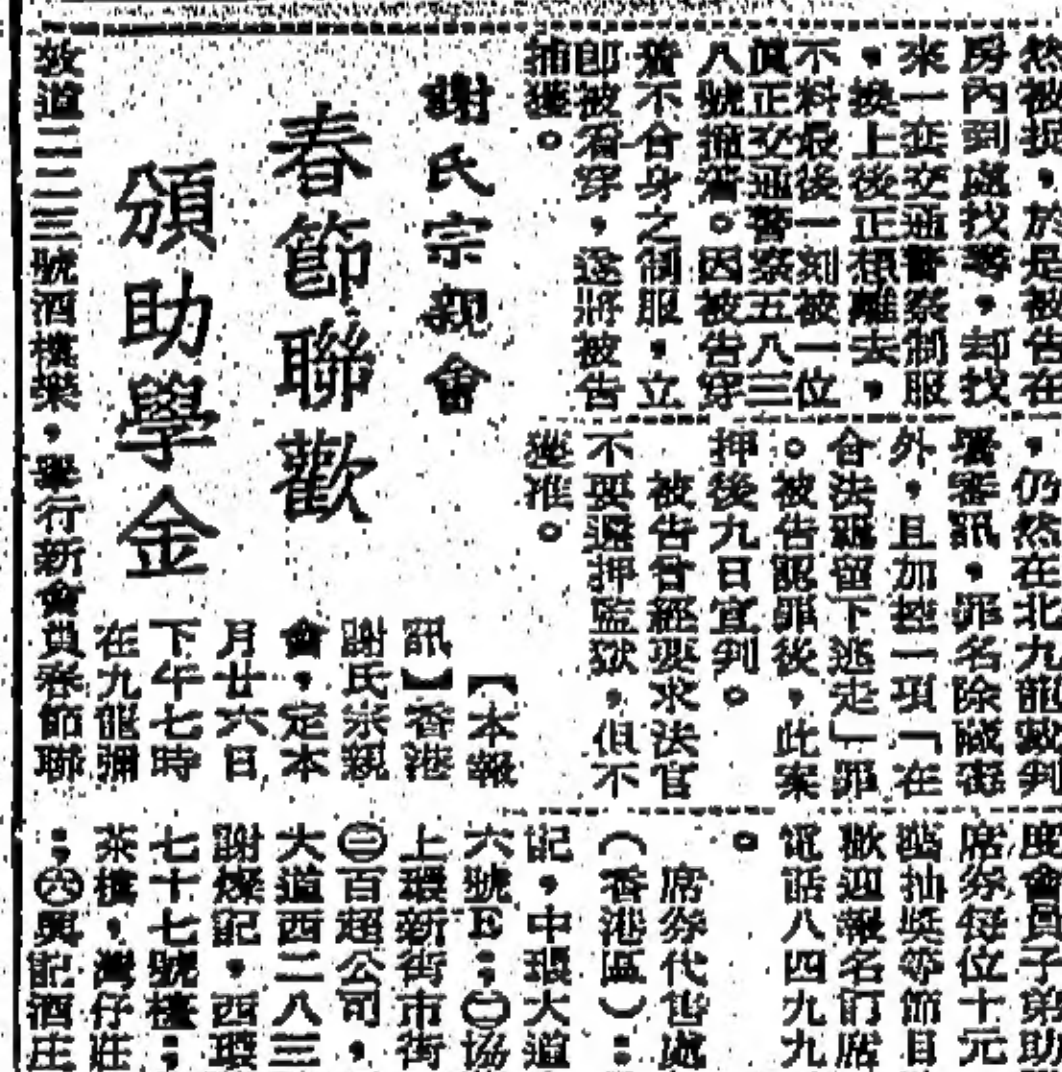 然被损,於是被告在
房內到處找尋,却找
來一套交通警察制服
,換上後正想離去,
不料最後一刻被一位
眞正交通警察五八三
八號撞着。因被告穿
着不合身之制服,立
卽被看穿,遂將被告
捕獲。
,仍然在北九龍裁判
署審訊,罪名除藏毒
外,且加控一項「在
合法羈留下逃走」罪
。被告認罪後,此案
押後九日宣判。
被告曾經要求法官
不要還押監獄,但不
獲准。
謝氏宗親會
春節聯歡
頒助學金
【本報
訊】香港
謝氏宗親
會,定本
月廿六日
下午七時
在九龍彌
敦道二二三號酒樓業,舉行新會員春節聯
度會員子弟助
席券每位十元
抽獎等節目
歡迎報名訂席
電話八四九九
。
席券代售處
(香港區):
記,中環大道
六號E;㊁協
上環新街市街
㊂百超公司,
大道西二八三
謝燦記,西環
七十七號樓;
茶樓,灣仔莊
;㊅興記酒庄